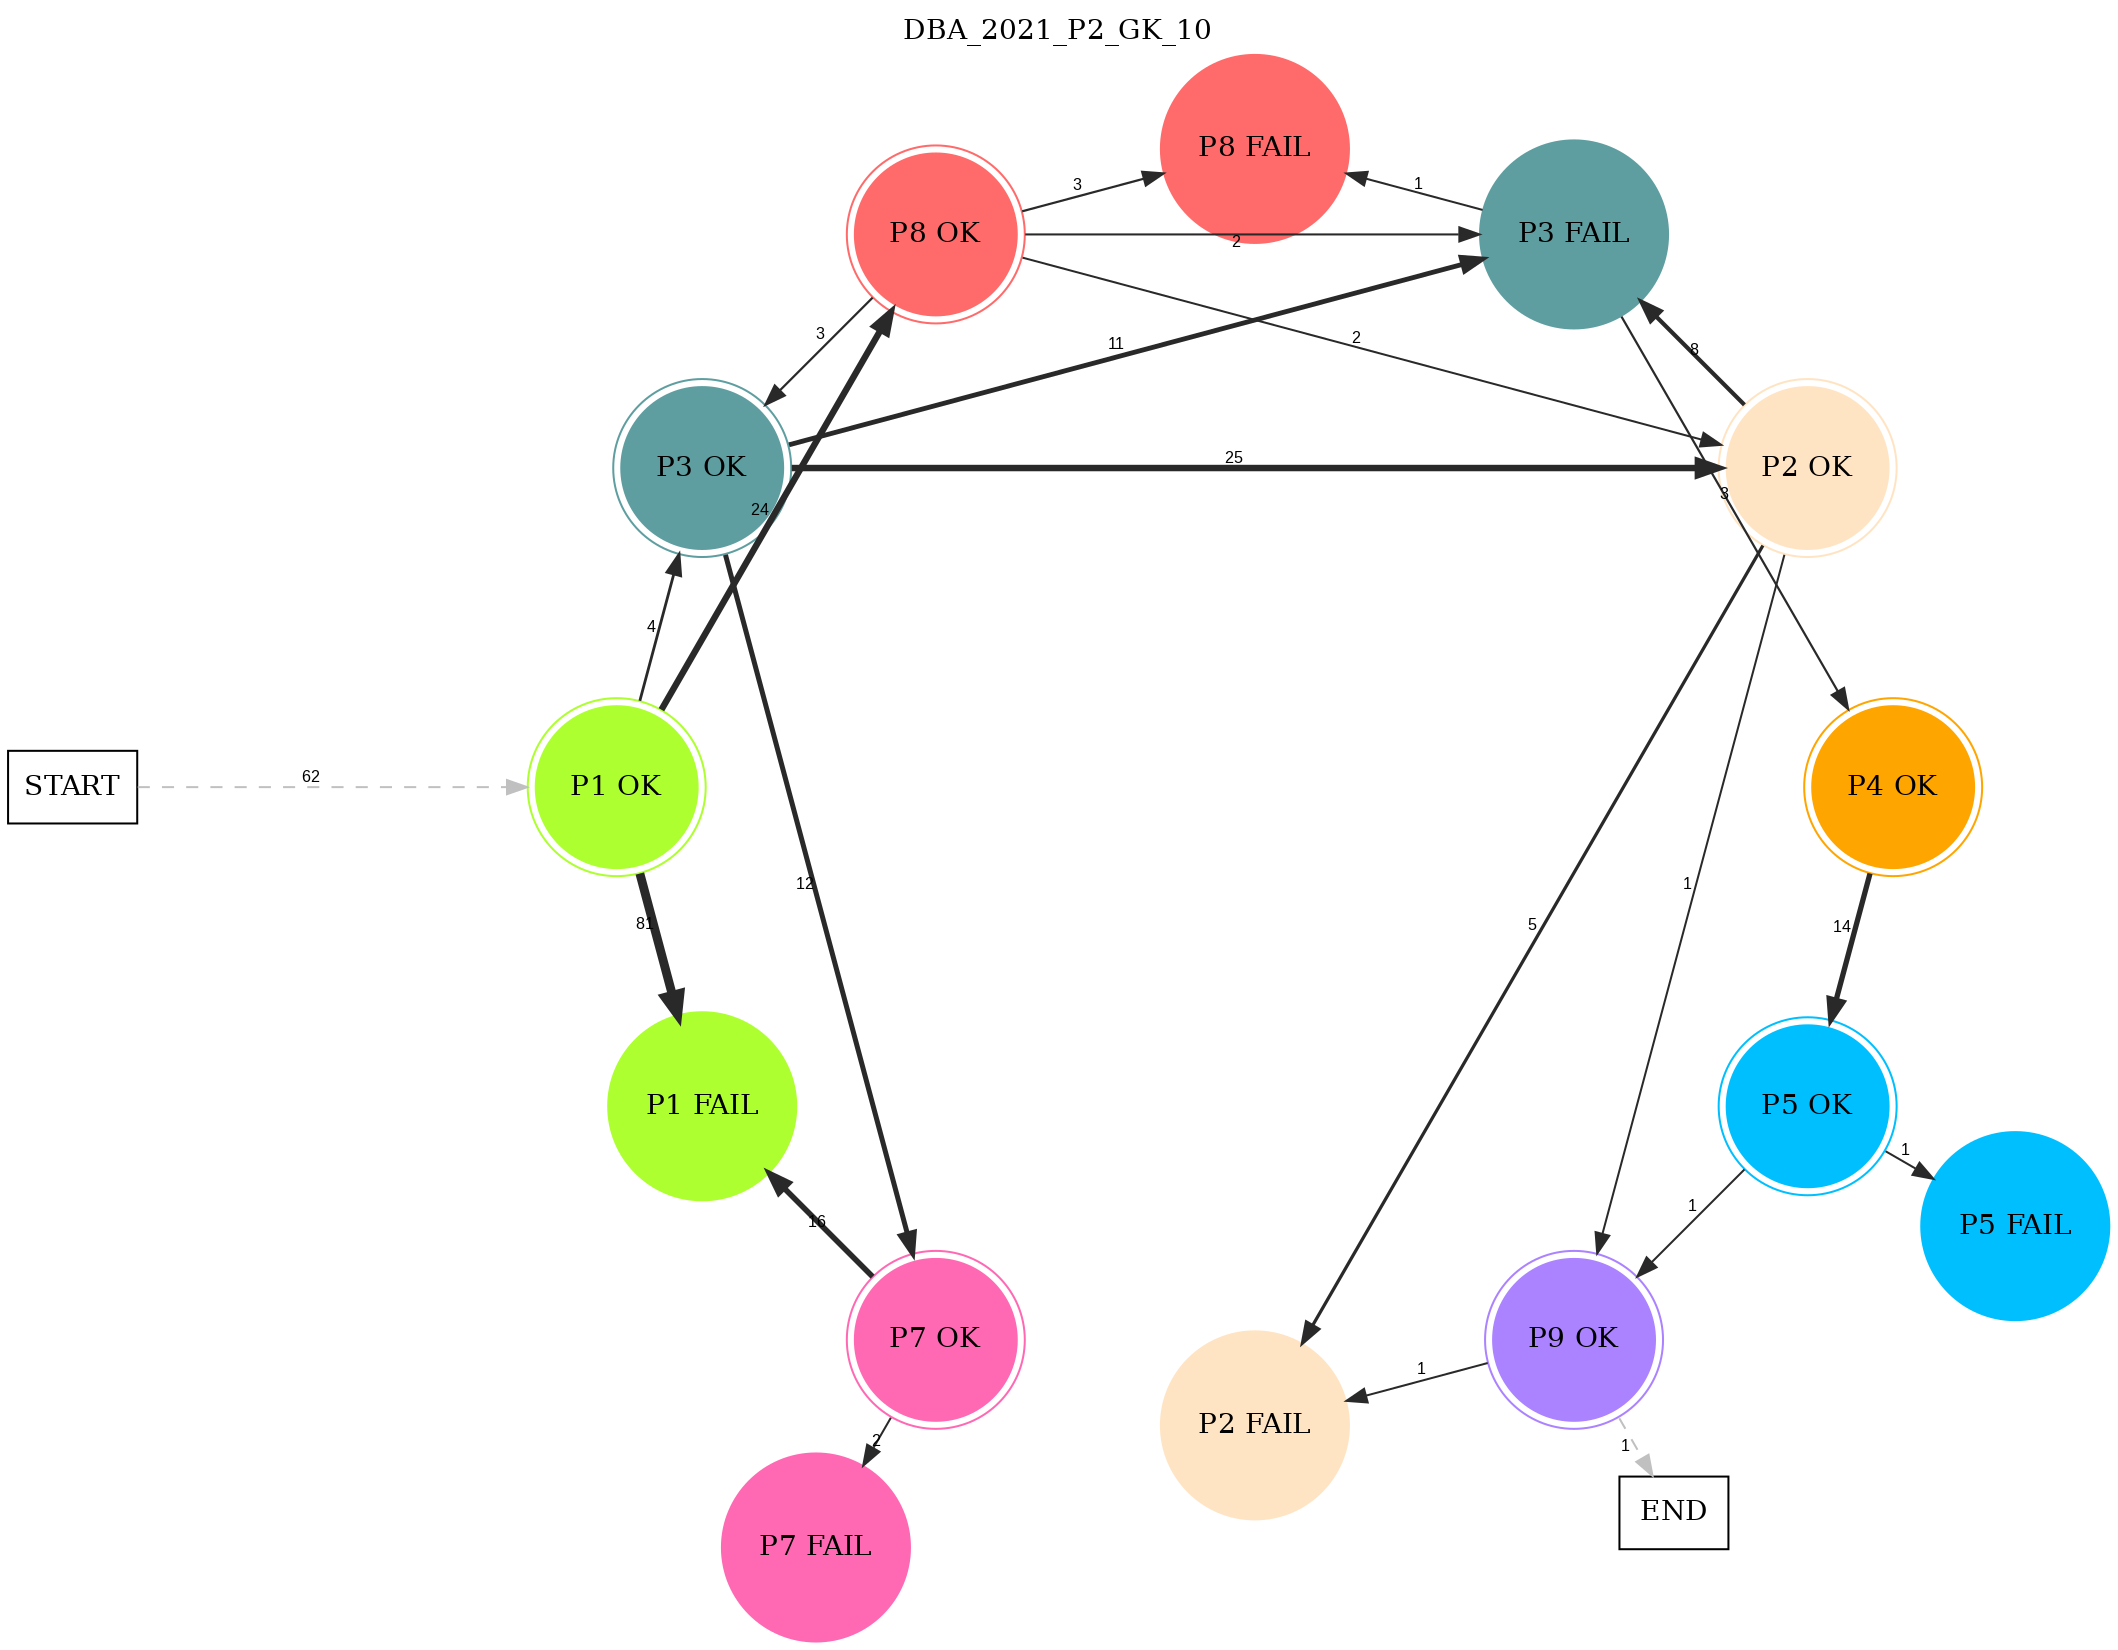 DBA_2021_P2_GK_10
P8 FAIL
P8 OK
P3 FAIL
3
1
2
3
11
2
8
P3 OK
25
P2 OK
24
3
4
START
62
P1 OK
P4 OK
81
12
5
1
14
P1 FAIL
P5 OK
1
16
1
P5 FAIL
P7 OK
P9 OK
1
2
P2 FAIL
1
END
P7 FAIL